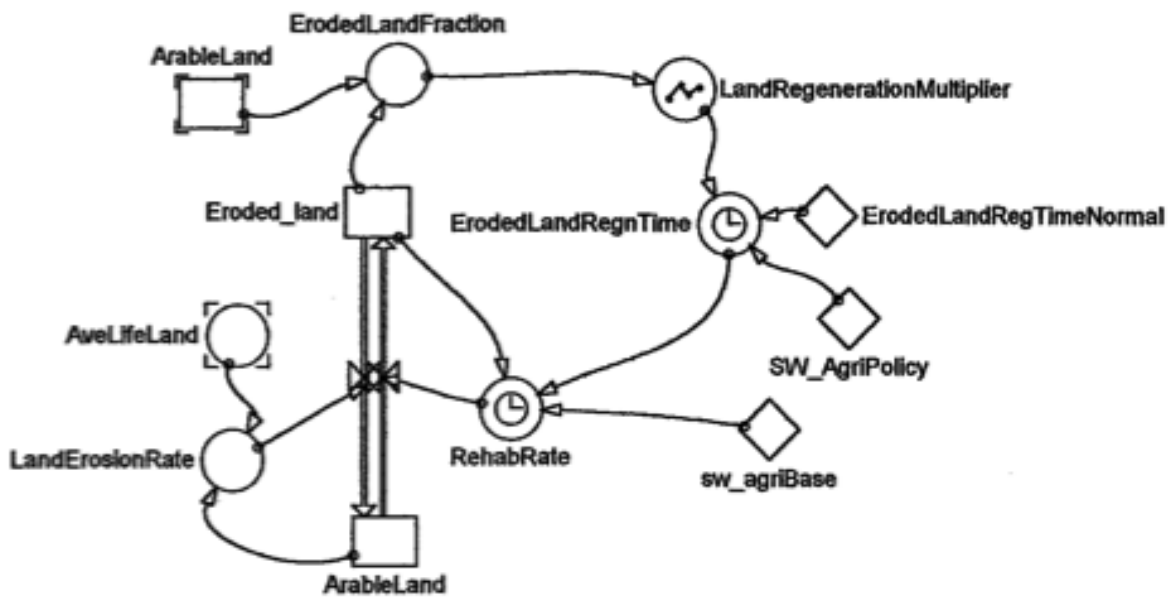 ErodedLandFraction
ArableLand
LandRegenerationMultiplier
Eroded_land
ErodedLandRegnTime
ErodedLandRegTimeNormal
AveLifeLand
SW_AgriPolicy
LandErosionRate
RehabRate
sw_agriBase
ArableLand